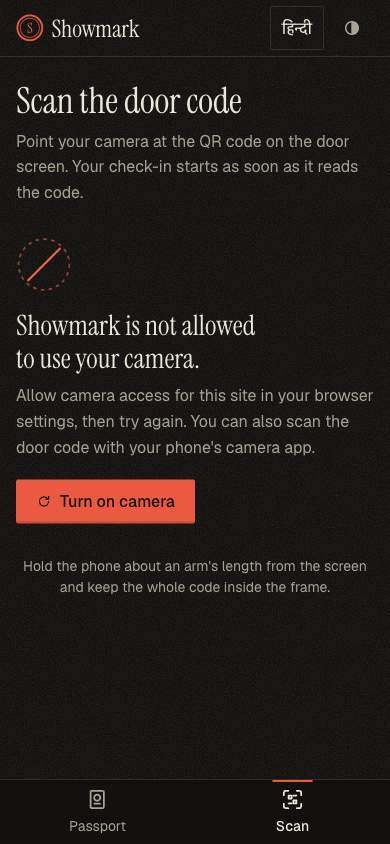 S Showmark हिन्दी
Scan the door code
Point your camera at the QR code on the door
screen. Your check-in starts as soon as it reads
the code.
Showmark is not allowed
to use your camera.
Allow camera access for this site in your browser
settings, then try again. You can also scan the
door code with your phone's camera app.
Turn on camera
Hold the phone about an arm's length from the screen
and keep the whole code inside the frame.
Passport Scan